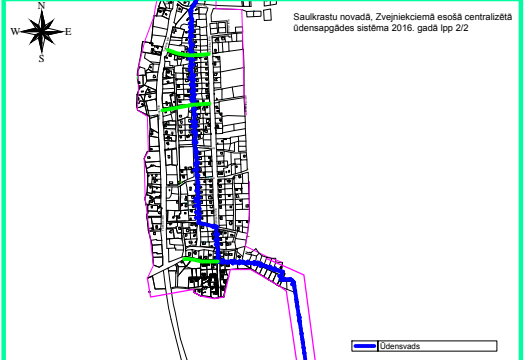 N
W E
S
Saulkrastu novadā, Zvejniekciemā esošā centralizētā
ūdensapgādes sistēma 2016. gadā lpp 2/2
Ūdensvads